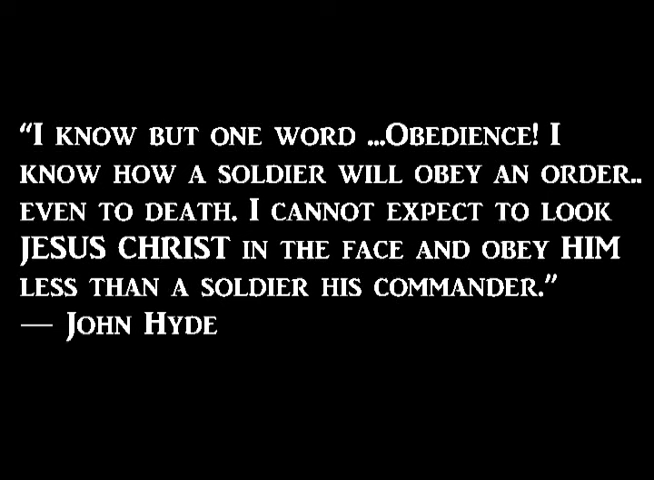 “I KNOW BUT ONE WORD ...OBEDIENCE! I
KNOW HOW A SOLDIER WILL OBEY AN ORDER..
EVEN TO DEATH. I CANNOT EXPECT TO LOOK
JESUS CHRIST IN THE FACE AND OBEY HIM
LESS THAN A SOLDIER HIS COMMANDER.”
— JOHN HYDE